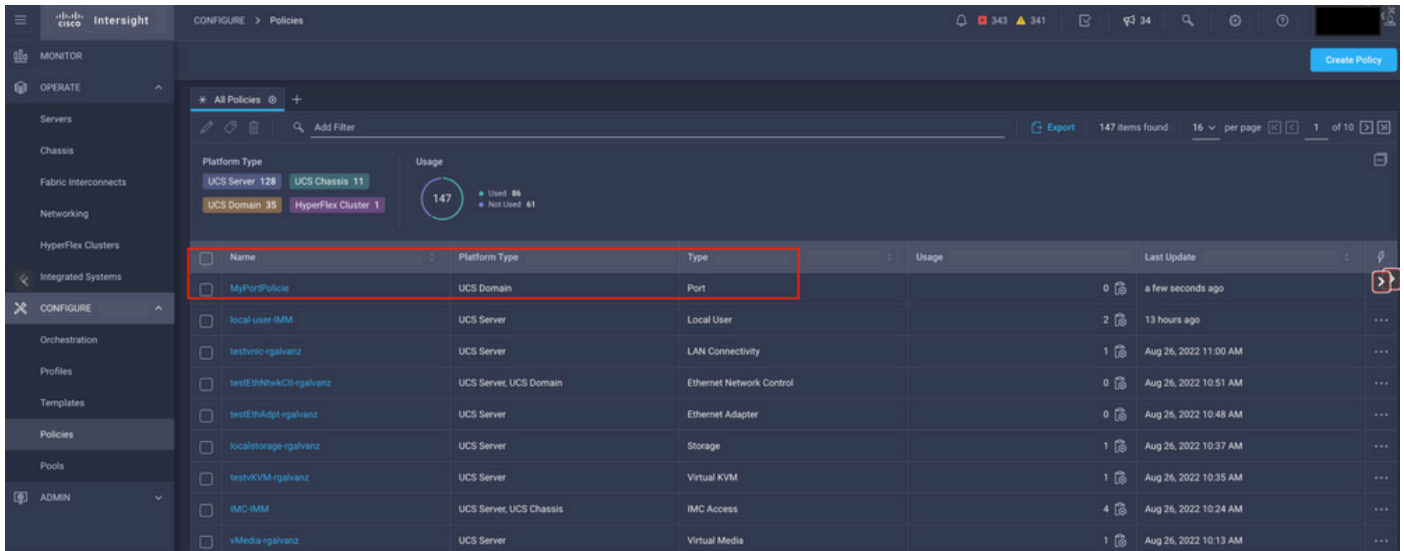 cisco Intersight
CONFIGURE > Policies
343 341 34
MONITOR
Create Policy
OPERATE
All Policies
Servers
Add Filter
Export 147 items found 16 per page 1 of 10
Chassis
Platform Type Usage
Fabric Interconnects
UCS Server 128 UCS Chassis 11
147 Used 86
UCS Domain 35 HyperFlex Cluster 1
Not Used 61
Networking
HyperFlex Clusters
Name Platform Type Type Usage Last Update
Integrated Systems
MyPortPolicie UCS Domain Port 0 a few seconds ago
CONFIGURE
local-user-IMM UCS Server Local User 2 13 hours ago
Orchestration
testvnic-rgalvanz UCS Server LAN Connectivity 1 Aug 26, 2022 11:00 AM
Profiles
testEthNtwkCtl-rgalvanz UCS Server, UCS Domain Ethernet Network Control 0 Aug 26, 2022 10:51 AM
Templates
testEthAdpt-rgalvanz UCS Server Ethernet Adapter 0 Aug 26, 2022 10:48 AM
Policies
localstorage-rgalvanz UCS Server Storage 1 Aug 26, 2022 10:37 AM
Pools
testvKVM-rgalvanz UCS Server Virtual KVM 1 Aug 26, 2022 10:35 AM
ADMIN
IMC-IMM UCS Server, UCS Chassis IMC Access 4 Aug 26, 2022 10:24 AM
vMedia-rgalvanz UCS Server Virtual Media 1 Aug 26, 2022 10:13 AM